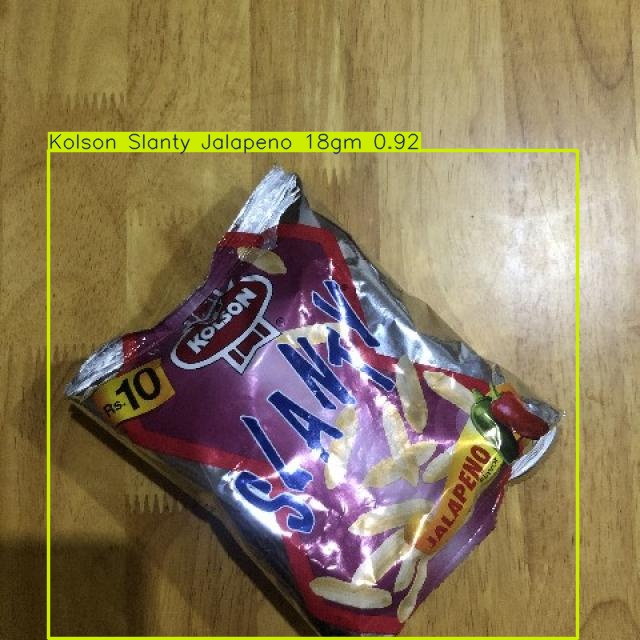 Kolson Slanty Jalapeno 18gm 0.92
KOLSON
Rs.10
SLANTY
JALAPENO